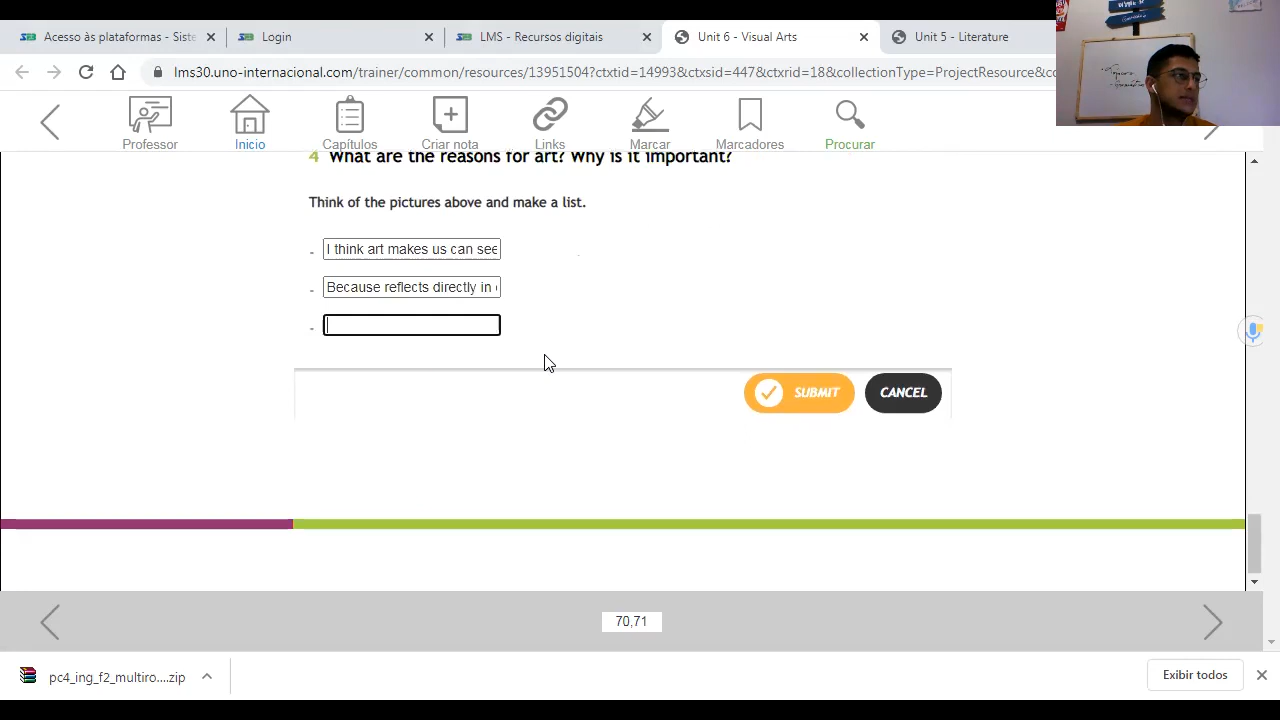 Acesso às plataformas - Siste
Login
LMS - Recursos digitais
Unit 6 - Visual Arts
Unit 5 - Literature
lms30.uno-internacional.com/trainer/common/resources/13951504?ctxtid=14993&ctxsid=447&ctxrid=18&collectionType=ProjectResource&co
Professor
Inicio
Capítulos
Criar nota
Links
Marcar
Marcadores
Procurar
4 What are the reasons for art? Why is it important?
Think of the pictures above and make a list.
- I think art makes us can see
- Because reflects directly in
-
SUBMIT
CANCEL
70,71
pc4_ing_f2_multiro....zip
Exibir todos